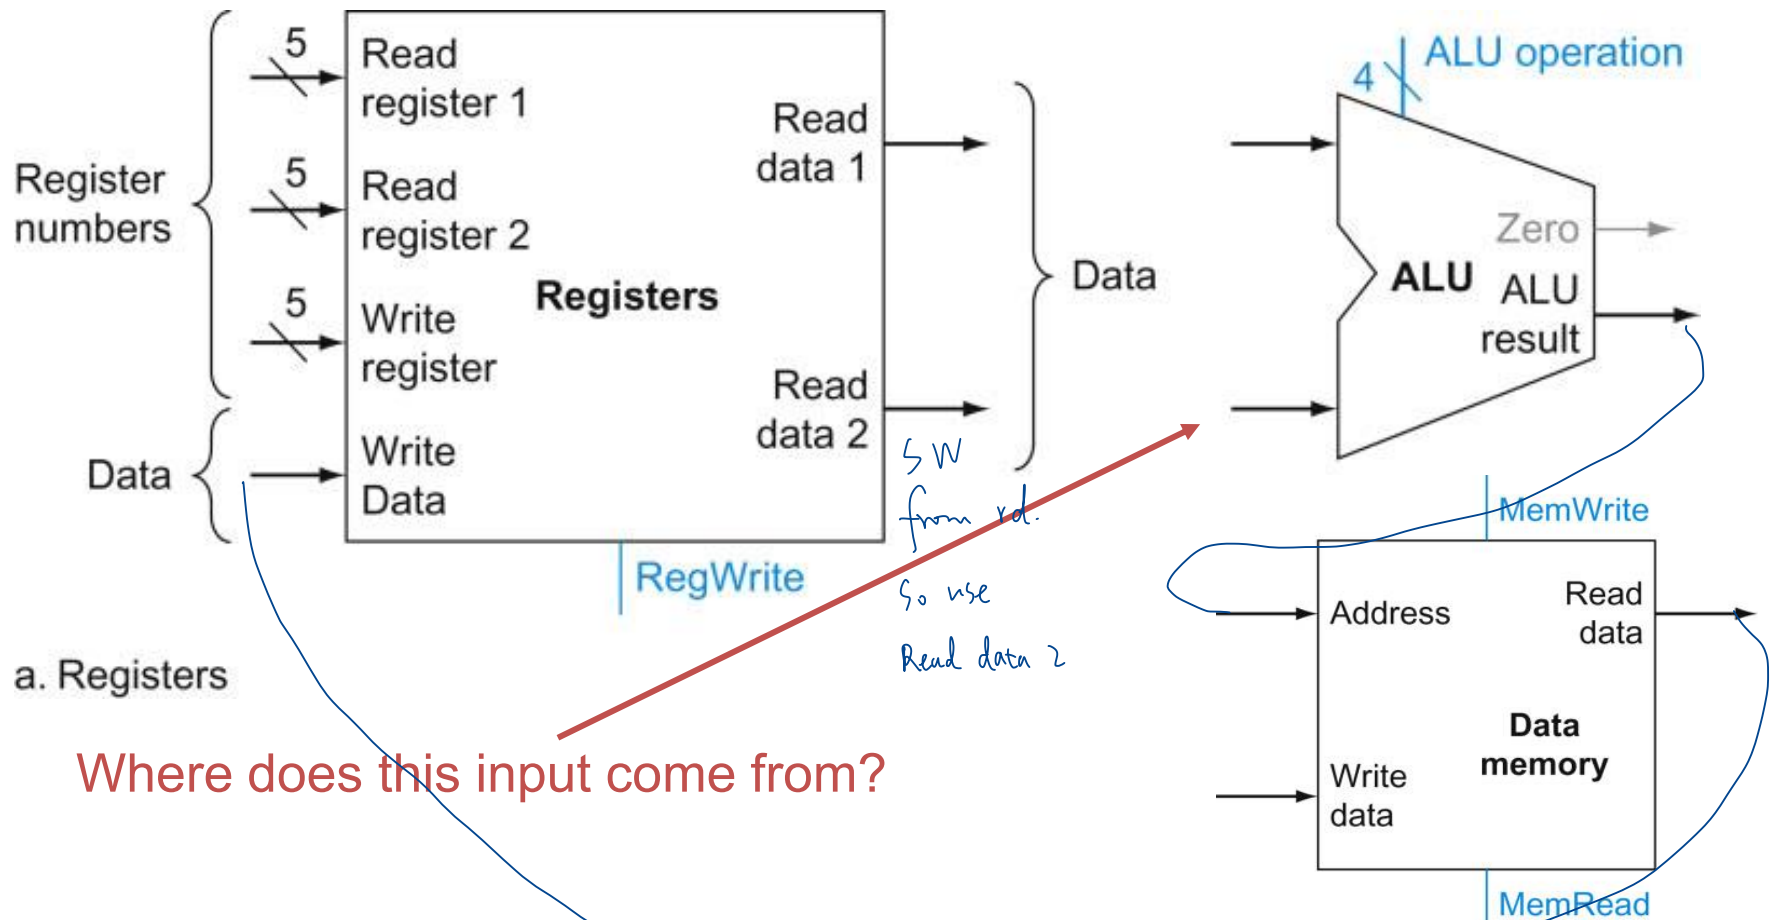 5
Read
register 1
5
Read
register 2
5
Write
register
Write
Data
Register
numbers
Data
Registers
Read
data 1
Read
data 2
Data
RegWrite
a. Registers
Where does this input come from?
SW
from rd.
So use
Read data 2
4
ALU operation
Zero
ALU
ALU
result
MemWrite
Address
Read
data
Data
memory
Write
data
MemRead